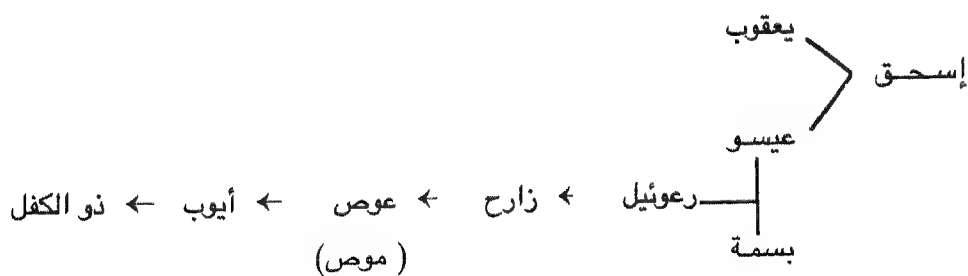 يعقوب
إسحق
عيسو
رعوئيل ← زارح ← عوص ← أيوب ← ذو الكفل
(موص)
بسمة